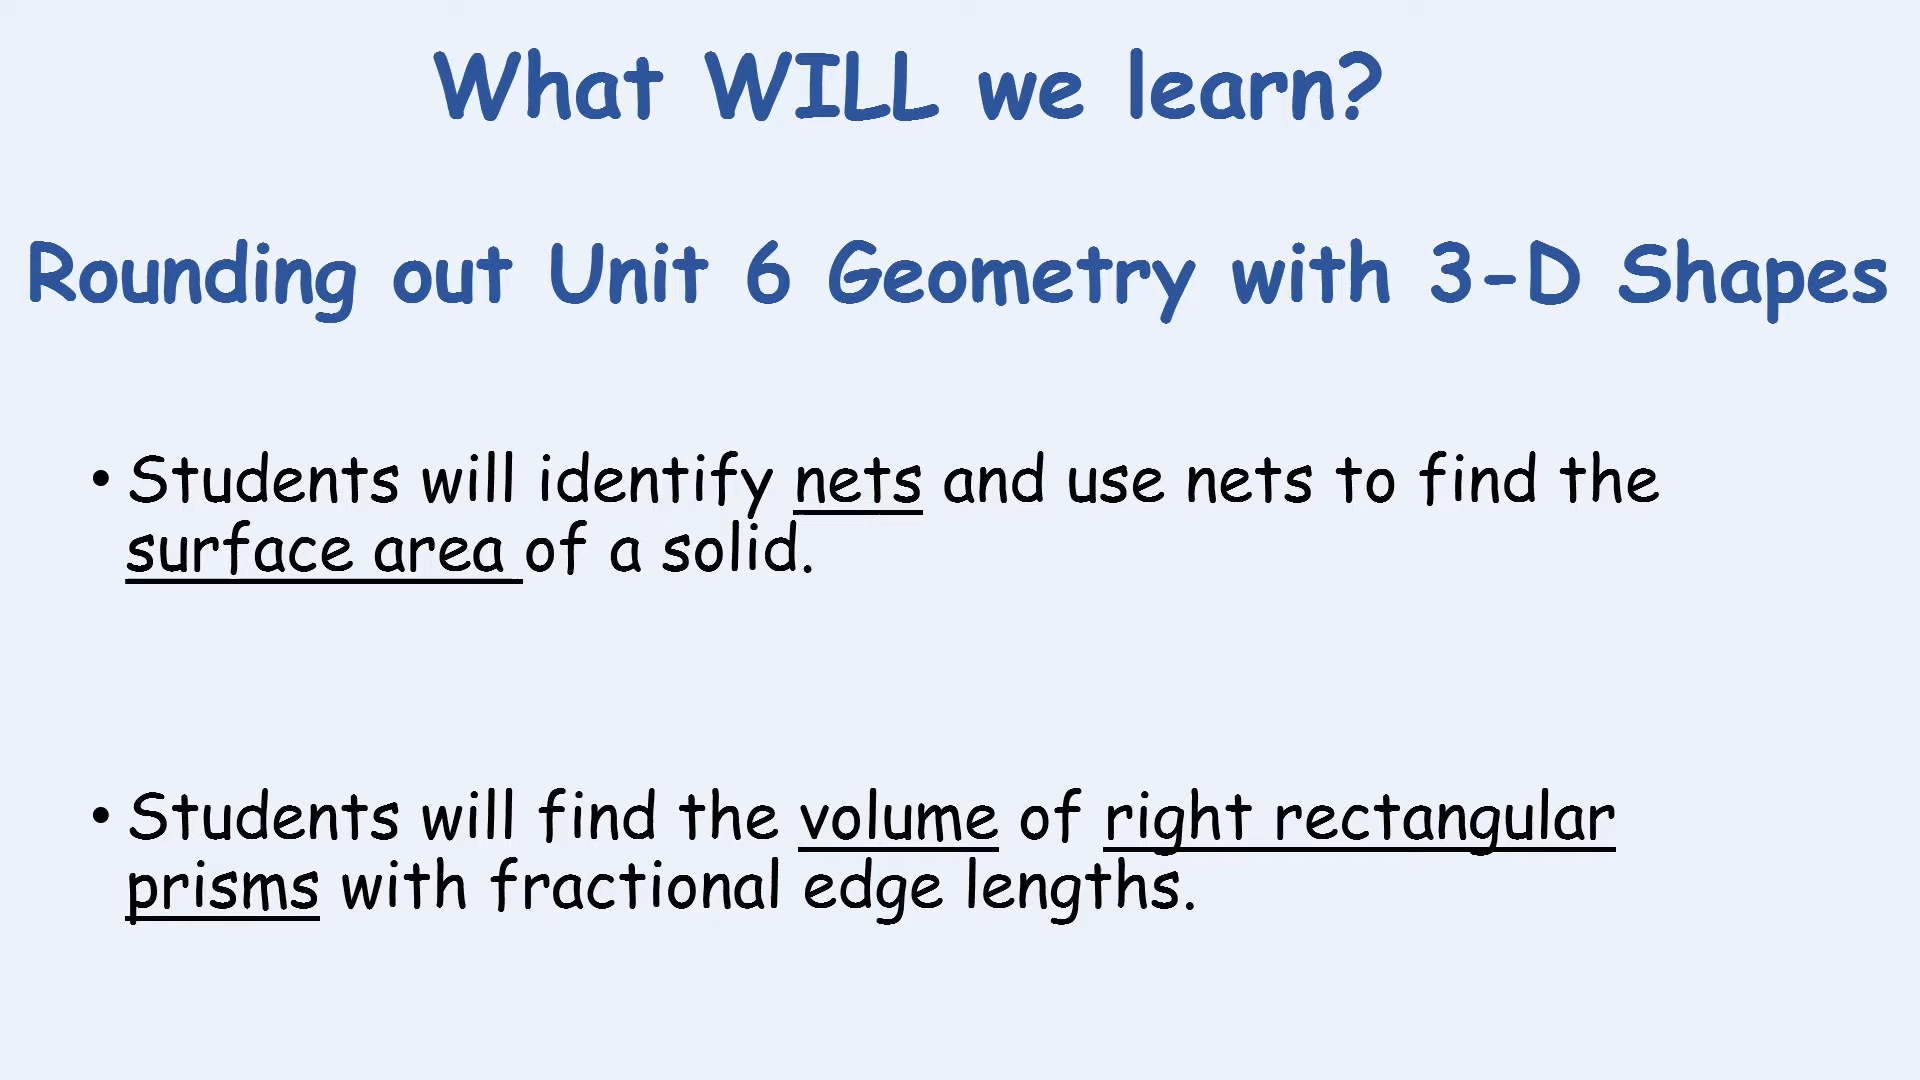 What WILL we learn?
Rounding out Unit 6 Geometry with 3-D Shapes
• Students will identify nets and use nets to find the
surface area of a solid.
• Students will find the volume of right rectangular
prisms with fractional edge lengths.